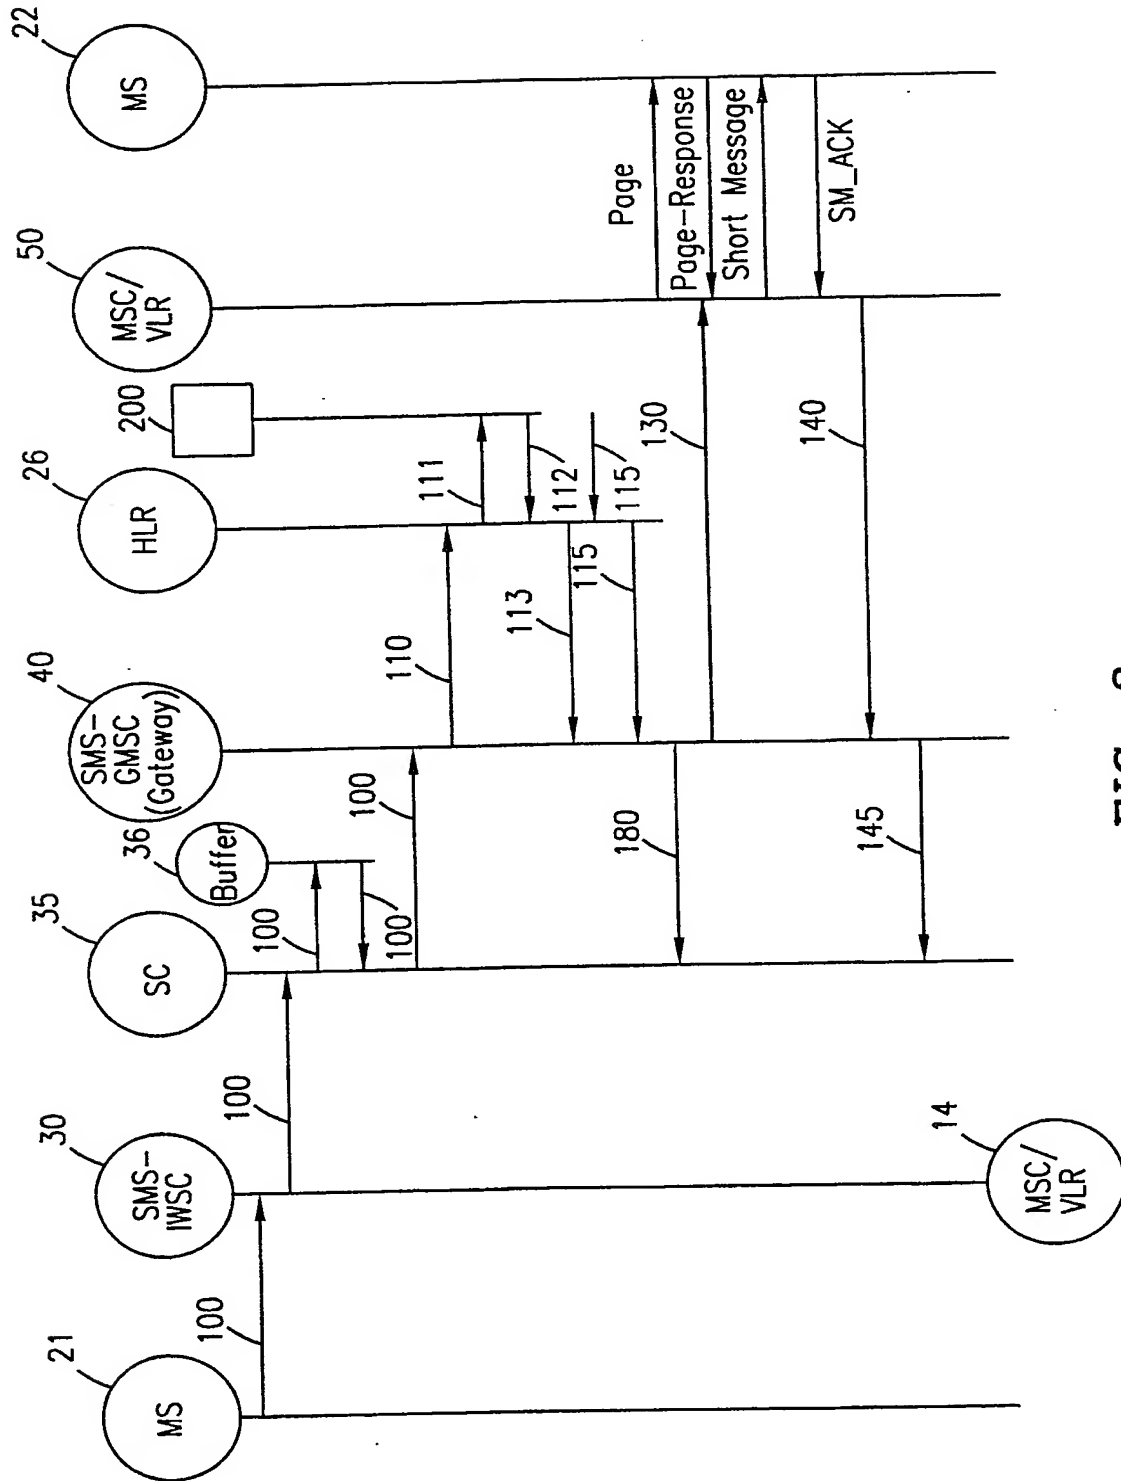 21
MS
30
SMS-
IWSC
35
SC
36
Buffer
40
SMS-
GMSC
(Gateway)
26
HLR
200
50
MSC/
VLR
22
MS
100
100
100
100
100
110
111
112
113
115
115
180
130
Page
Page-Response
Short Message
SM_ACK
140
145
14
MSC/
VLR
FIG.